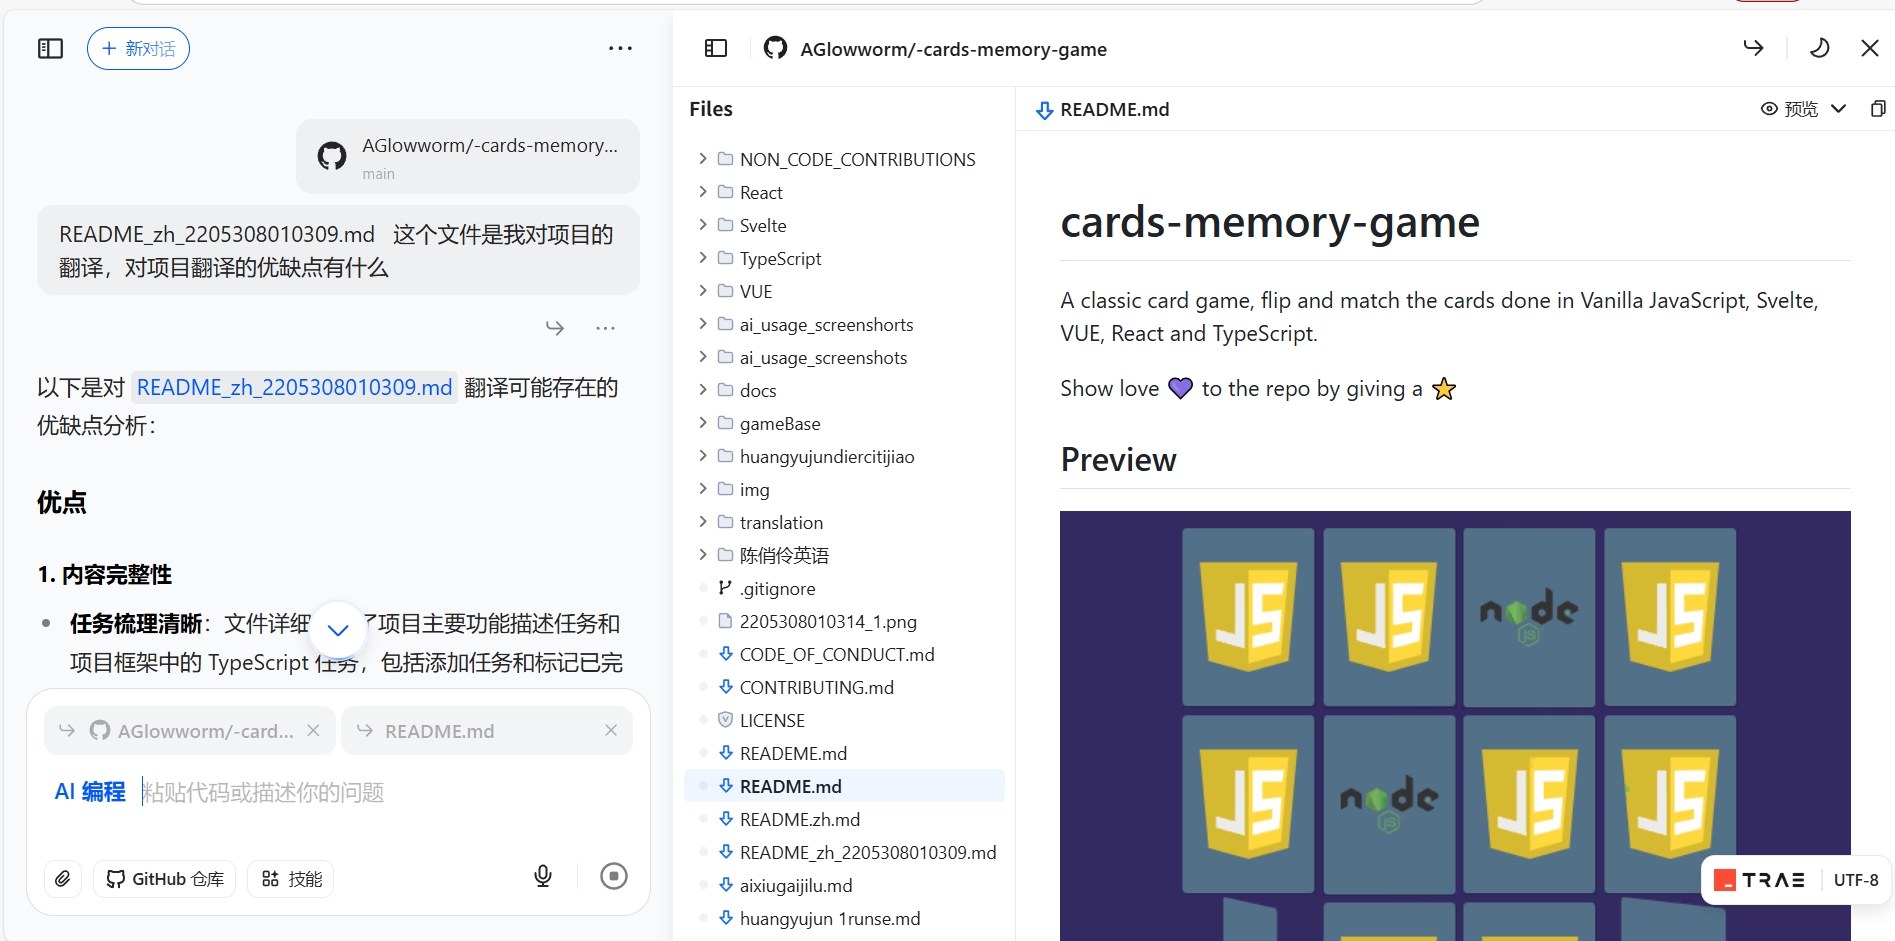 新对话
AGlowworm/-cards-memory...
main
README_zh_2205308010309.md 这个文件是我对项目的
翻译，对项目翻译的优缺点有什么
以下是对 README_zh_2205308010309.md 翻译可能存在的
优缺点分析：
优点
1. 内容完整性
任务梳理清晰：文件详细 了项目主要功能描述任务和
项目框架中的 TypeScript 任务，包括添加任务和标记已完
AGlowworm/-card...
README.md
AI 编程 粘贴代码或描述你的问题
GitHub 仓库
技能
AGlowworm/-cards-memory-game
Files
NON_CODE_CONTRIBUTIONS
React
Svelte
TypeScript
VUE
ai_usage_screenshorts
ai_usage_screenshots
docs
gameBase
huangyujundiercitijiao
img
translation
陈俏伶英语
.gitignore
2205308010314_1.png
CODE_OF_CONDUCT.md
CONTRIBUTING.md
LICENSE
READEME.md
README.md
README.zh.md
README_zh_2205308010309.md
aixiugaijilu.md
huangyujun 1runse.md
README.md
预览
cards-memory-game
A classic card game, flip and match the cards done in Vanilla JavaScript, Svelte,
VUE, React and TypeScript.
Show love 💜 to the repo by giving a ⭐
Preview
JS
JS
node
JS
JS
JS
node
JS
JS
JS
JS
TRAE
UTF-8